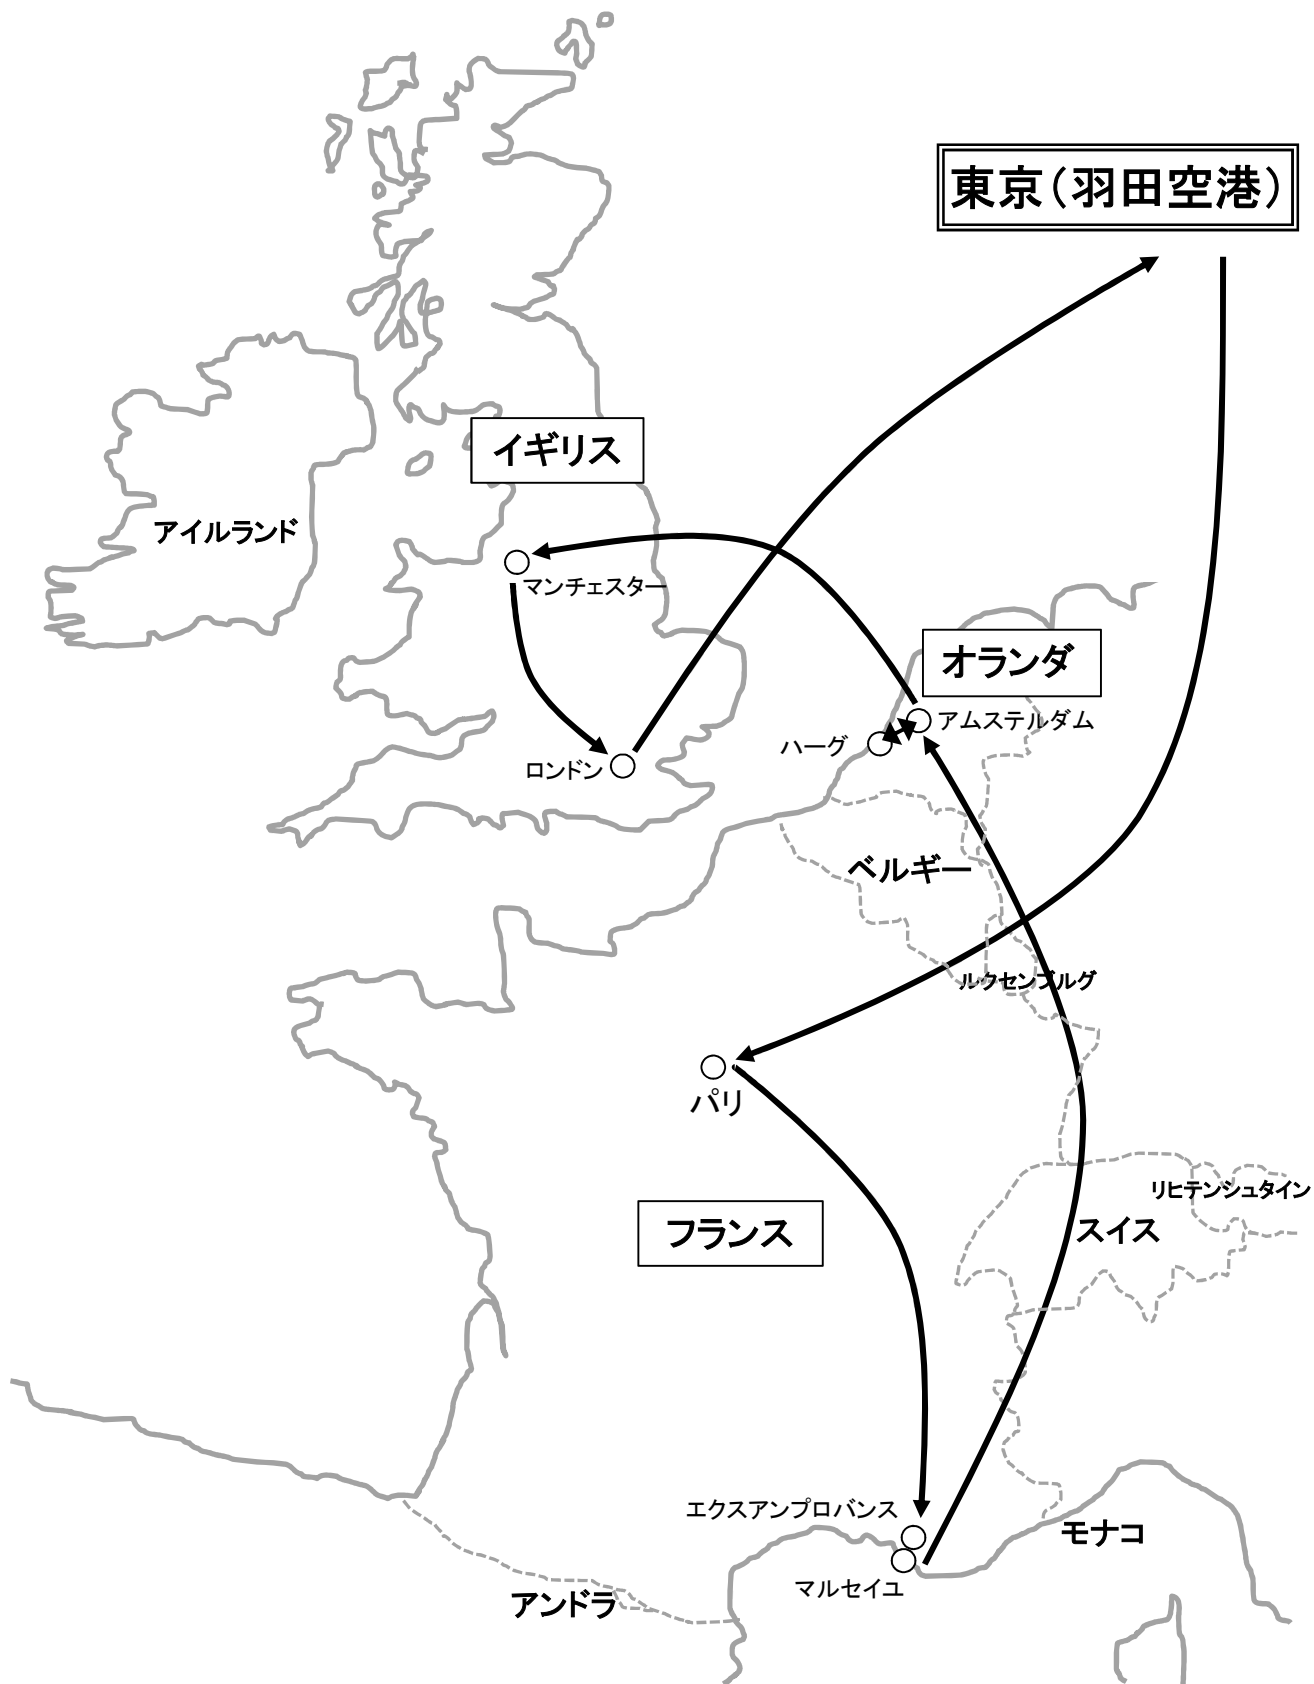 東京(羽田空港)
イギリス
アイルランド
マンチェスター
オランダ
アムステルダム
ハーグ
ロンドン
ベルギー
ルクセンブルグ
パリ
リヒテンシュタイン
フランス
スイス
エクスアンプロバンス
モナコ
マルセイユ
アンドラ